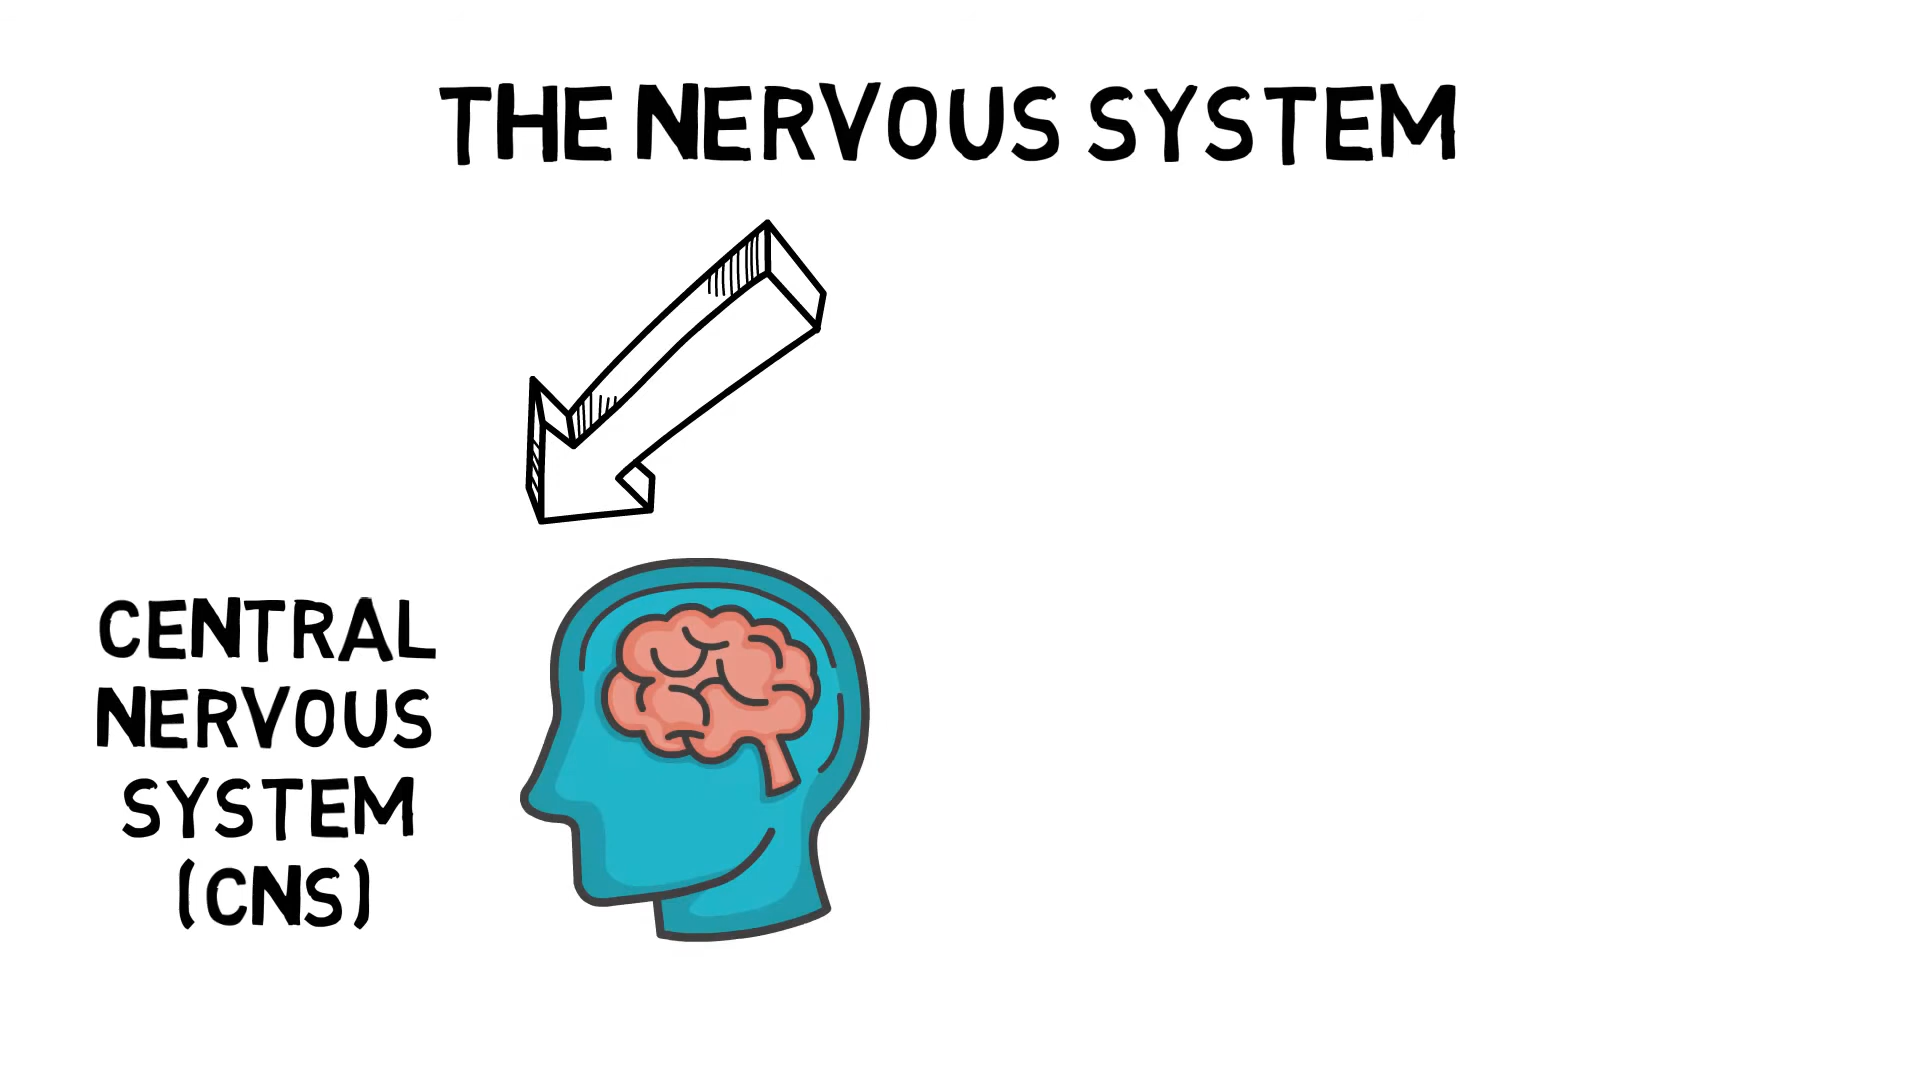 THE NERVOUS SYSTEM
CENTRAL
NERVOUS
SYSTEM
(CNS)